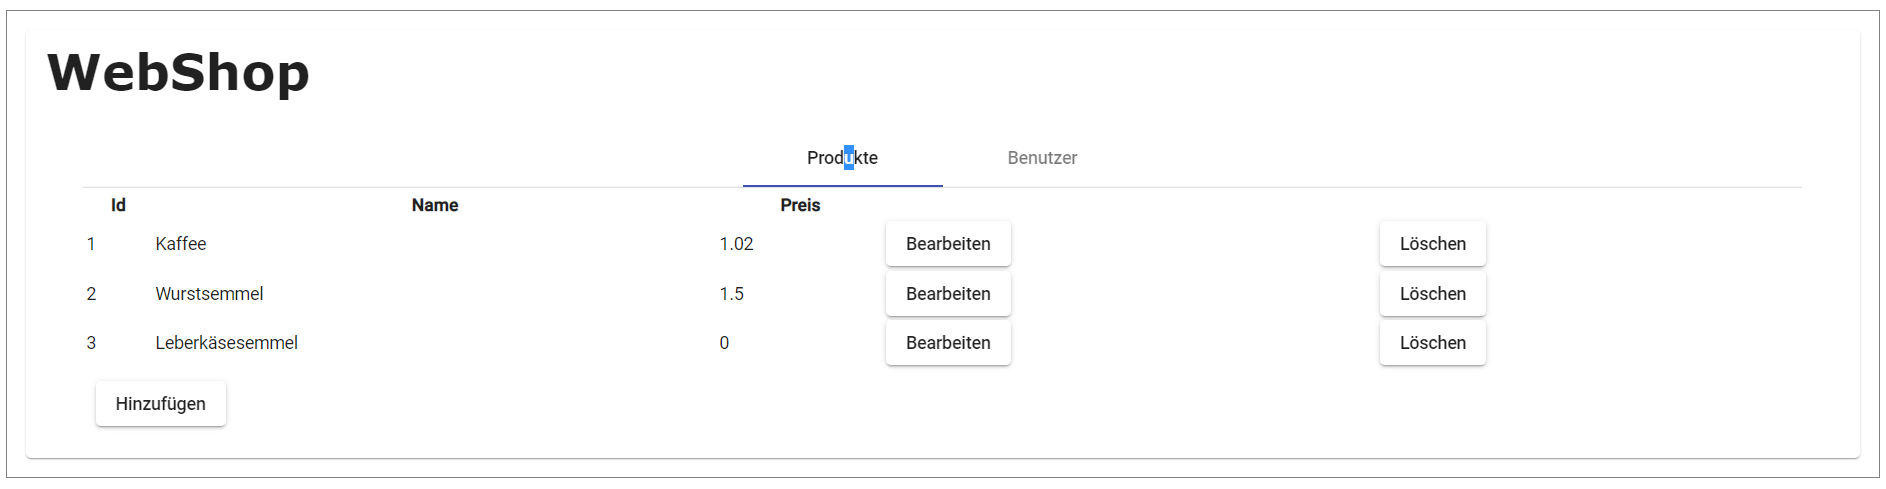 WebShop
Produkte Benutzer
Id Name Preis
1 Kaffee 1.02 Bearbeiten Löschen
2 Wurstsemmel 1.5 Bearbeiten Löschen
3 Leberkäsesemmel 0 Bearbeiten Löschen
Hinzufügen